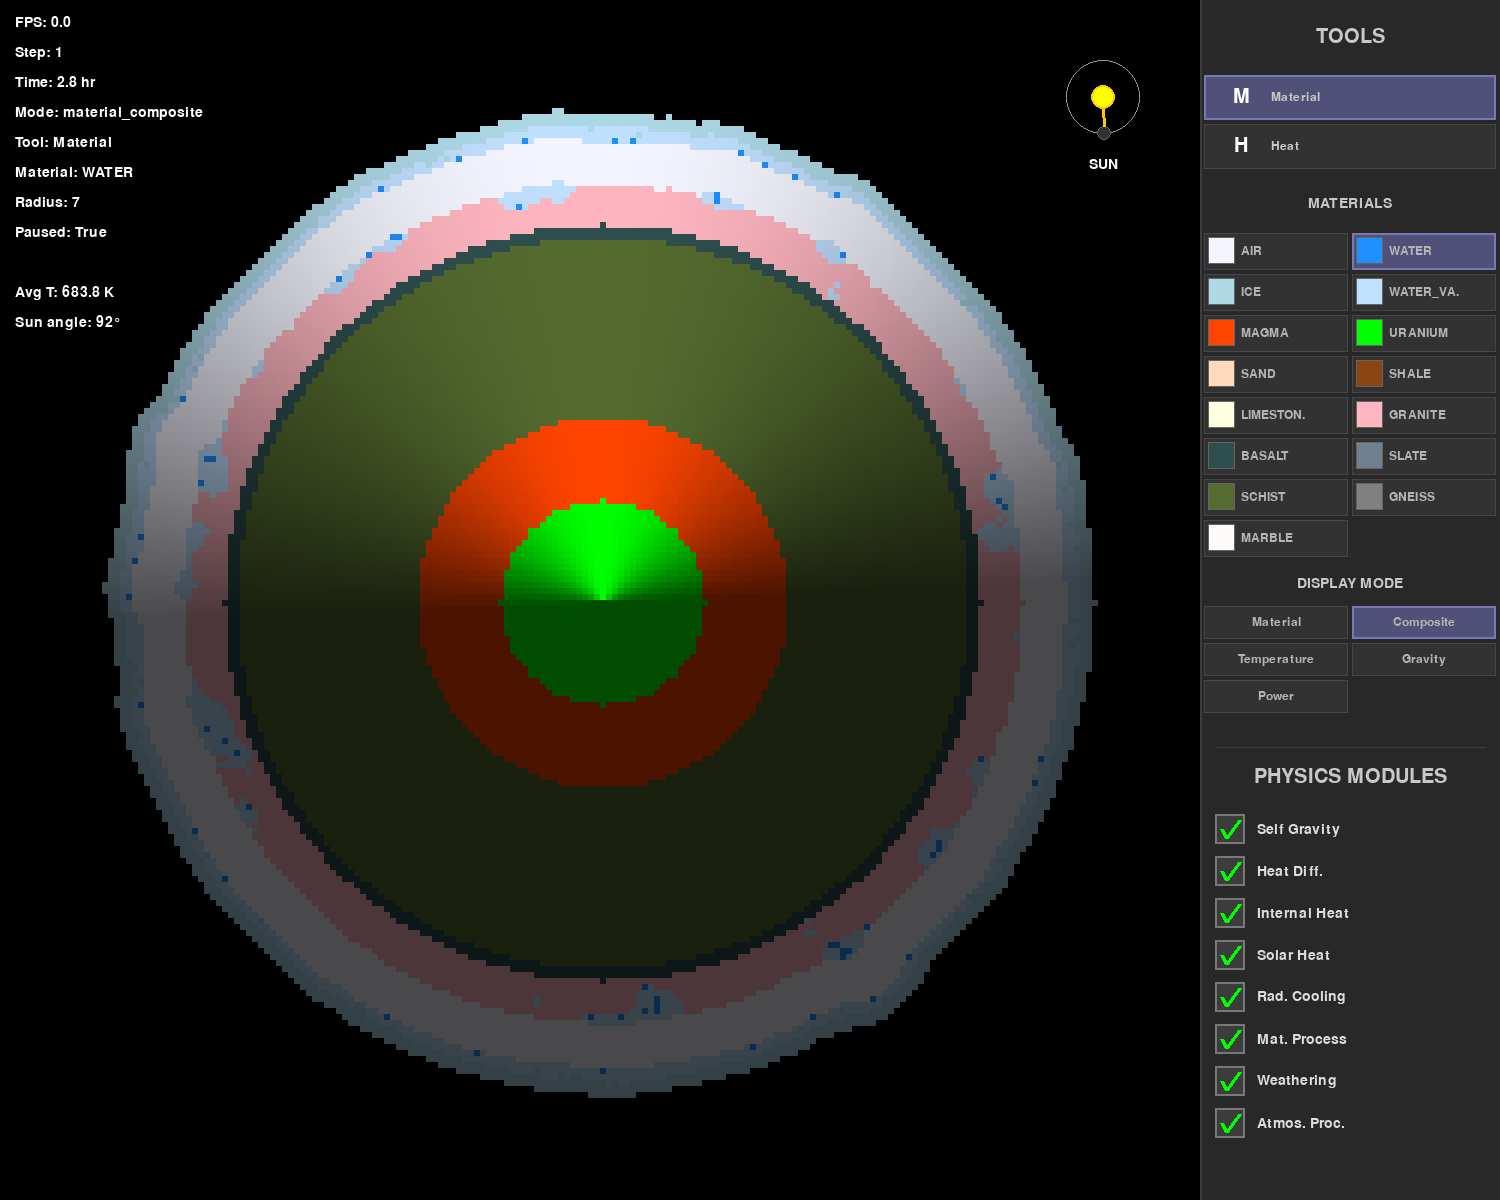 FPS: 0.0
Step: 1
Time: 2.8 hr
Mode: material_composite
Tool: Material
Material: WATER
Radius: 7
Paused: True
Avg T: 683.8 K
Sun angle: 92°
SUN
TOOLS
M Material
H Heat
MATERIALS
AIR WATER
ICE WATER_VA.
MAGMA URANIUM
SAND SHALE
LIMESTON. GRANITE
BASALT SLATE
SCHIST GNEISS
MARBLE
DISPLAY MODE
Material Composite
Temperature Gravity
Power
PHYSICS MODULES
Self Gravity
Heat Diff.
Internal Heat
Solar Heat
Rad. Cooling
Mat. Process
Weathering
Atmos. Proc.